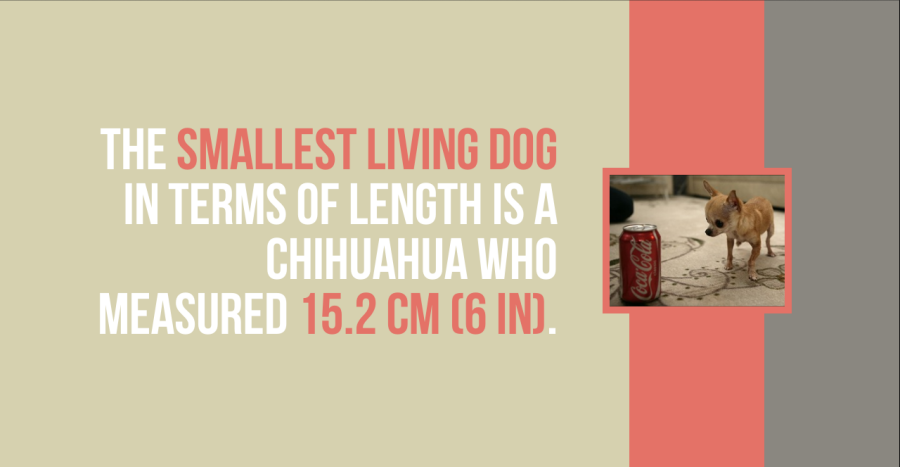 THE SMALLEST LIVING DOG
IN TERMS OF LENGTH IS A
CHIHUAHUA WHO
MEASURED 15.2 CM (6 IN).
Coca-Cola